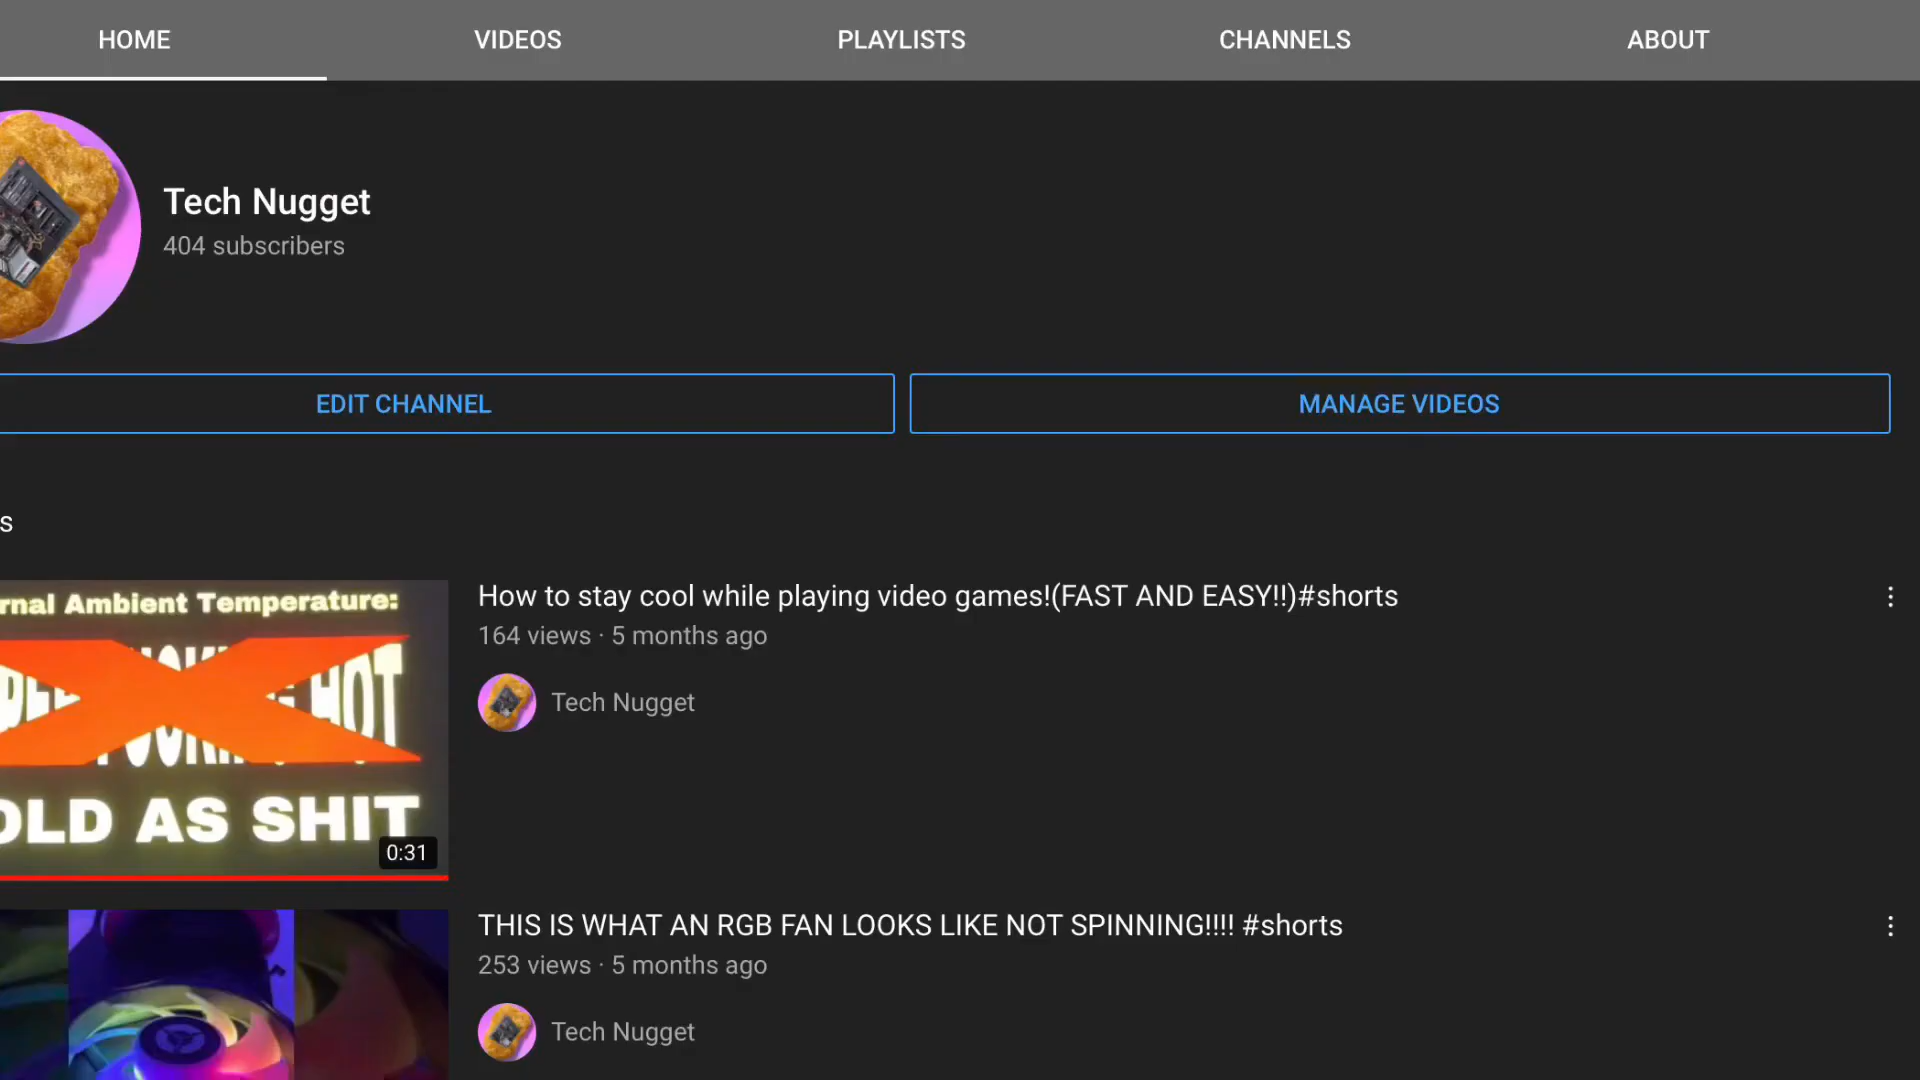 HOME
VIDEOS
PLAYLISTS
CHANNELS
ABOUT
Tech Nugget
404 subscribers
EDIT CHANNEL
MANAGE VIDEOS
s
rnal Ambient Temperature:
HOT
OLD AS SHIT
0:31
How to stay cool while playing video games!(FAST AND EASY!!)#shorts
164 views · 5 months ago
Tech Nugget
THIS IS WHAT AN RGB FAN LOOKS LIKE NOT SPINNING!!!! #shorts
253 views · 5 months ago
Tech Nugget